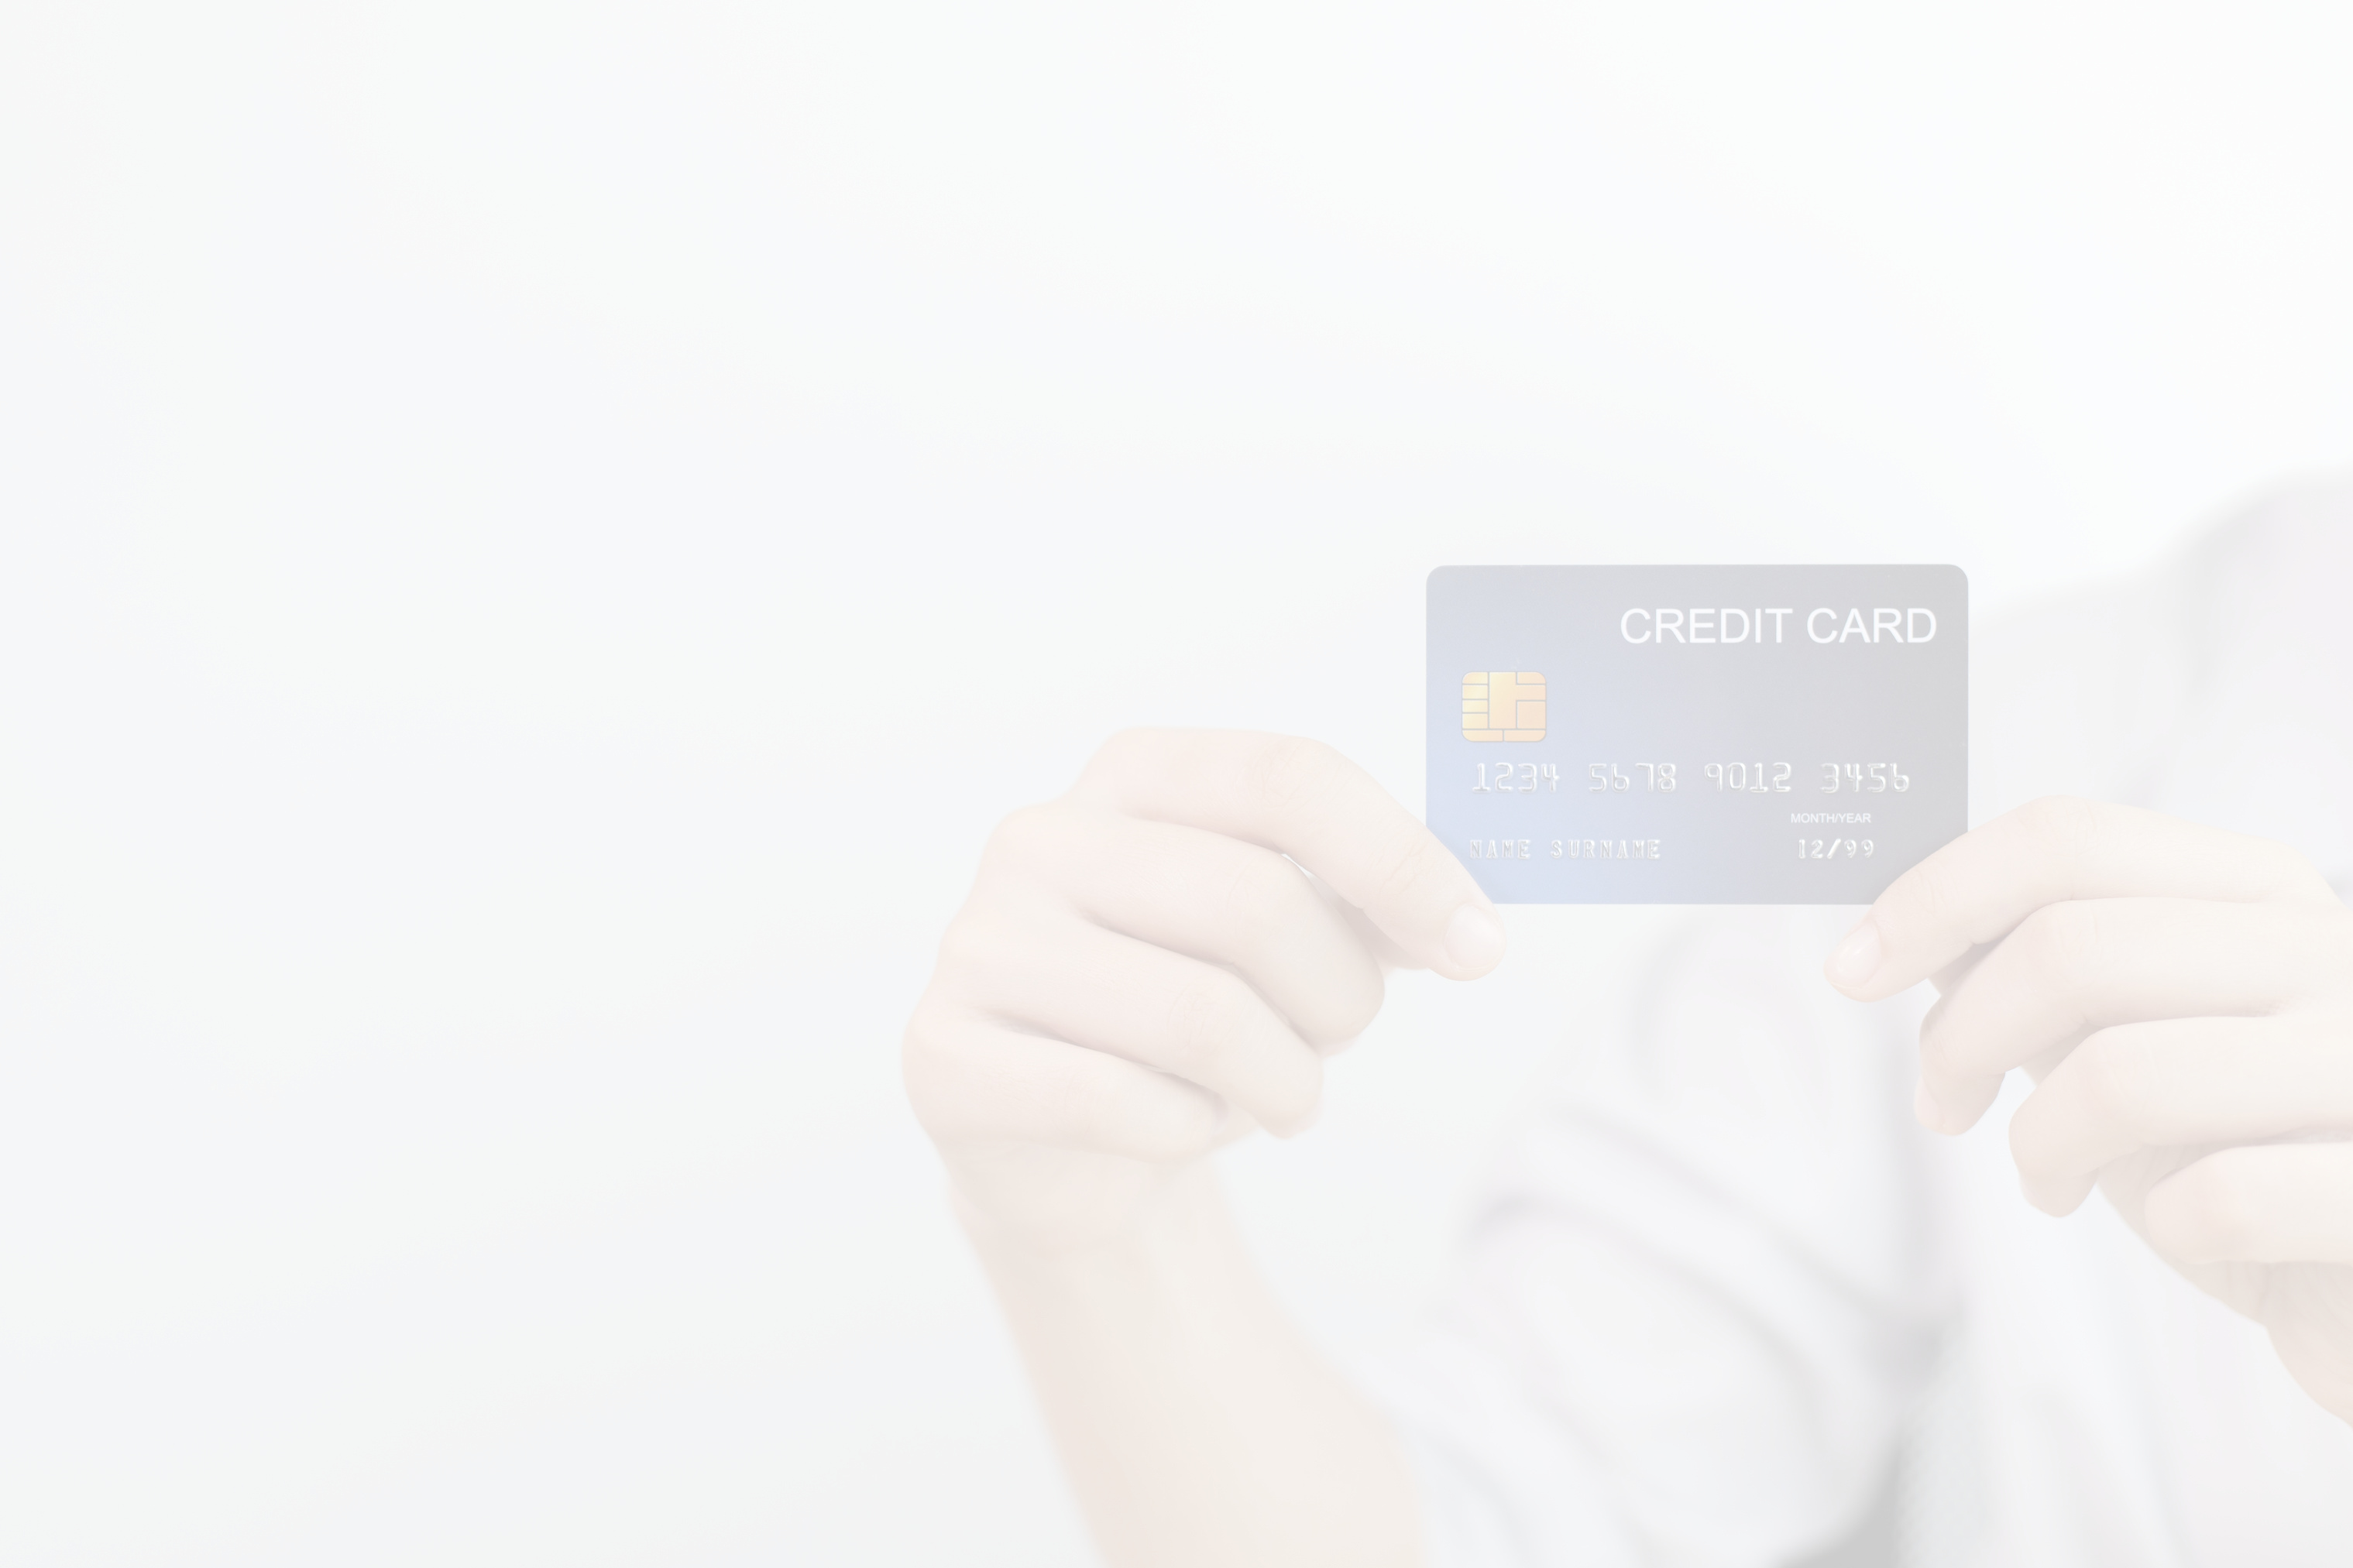 CREDIT CARD
1234 5678 9012 3456
MONTH/YEAR
NAME SURNAME 12/99